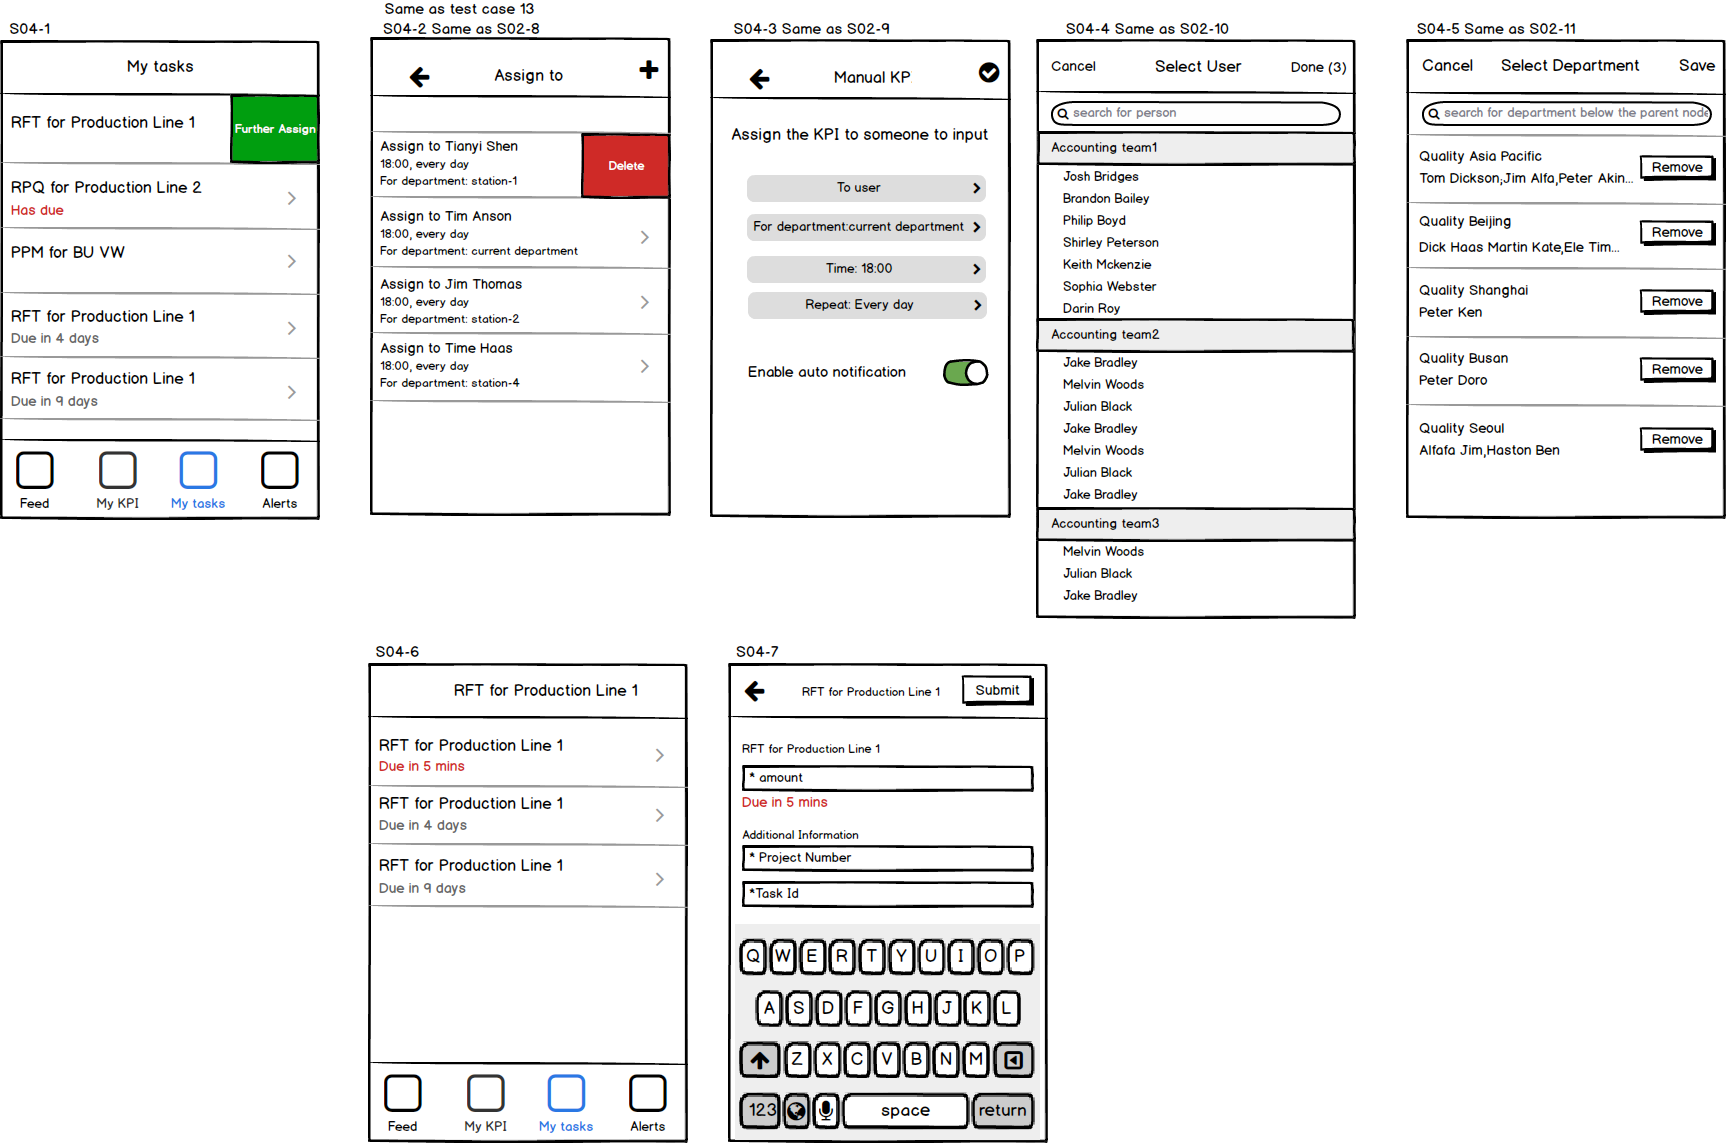 S04-1
My tasks
RFT for Production Line 1
Further Assign
RPQ for Production Line 2
Has due
PPM for BU VW
RFT for Production Line 1
Due in 4 days
RFT for Production Line 1
Due in 9 days
Feed
My KPI
My tasks
Alerts
Same as test case 13
S04-2 Same as S02-8
Assign to
Assign to Tianyi Shen
18:00, every day
For department: station-1
Delete
Assign to Tim Anson
18:00, every day
For department: current department
Assign to Jim Thomas
18:00, every day
For department: station-2
Assign to Time Haas
18:00, every day
For department: station-4
S04-3 Same as S02-9
Manual KP
Assign the KPI to someone to input
To user
For department:current department
Time: 18:00
Repeat: Every day
Enable auto notification
S04-4 Same as S02-10
Cancel
Select User
Done (3)
search for person
Accounting team1
Josh Bridges
Brandon Bailey
Philip Boyd
Shirley Peterson
Keith Mckenzie
Sophia Webster
Darin Roy
Accounting team2
Jake Bradley
Melvin Woods
Julian Black
Jake Bradley
Melvin Woods
Julian Black
Jake Bradley
Accounting team3
Melvin Woods
Julian Black
Jake Bradley
S04-5 Same as S02-11
Cancel
Select Department
Save
search for department below the parent node
Quality Asia Pacific
Tom Dickson;Jim Alfa,Peter Akin...
Remove
Quality Beijing
Dick Haas Martin Kate,Ele Tim...
Remove
Quality Shanghai
Peter Ken
Remove
Quality Busan
Peter Doro
Remove
Quality Seoul
Alfafa Jim,Haston Ben
Remove
S04-6
RFT for Production Line 1
RFT for Production Line 1
Due in 5 mins
RFT for Production Line 1
Due in 4 days
RFT for Production Line 1
Due in 9 days
Feed
My KPI
My tasks
Alerts
S04-7
RFT for Production Line 1
Submit
RFT for Production Line 1
* amount
Due in 5 mins
Additional Information
* Project Number
*Task Id
Q W E R T Y U I O P
A S D F G H J K L
Z X C V B N M
123 space return